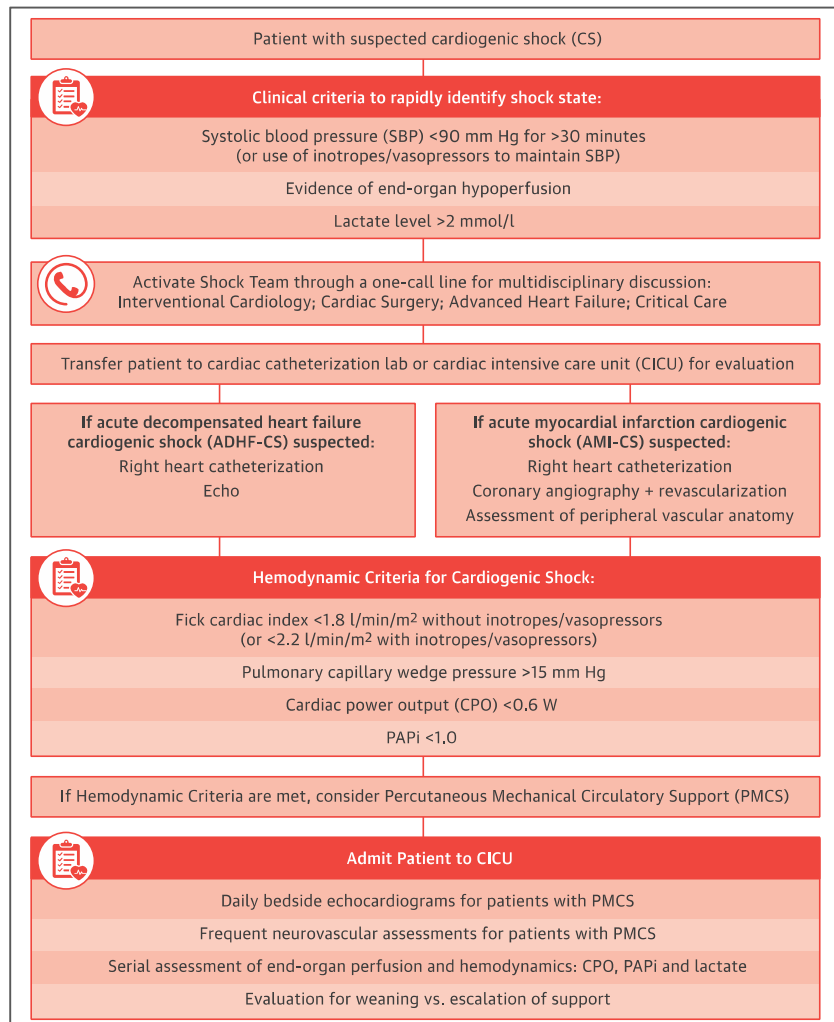 Patient with suspected cardiogenic shock (CS)
Clinical criteria to rapidly identify shock state:
Systolic blood pressure (SBP) <90 mm Hg for >30 minutes
(or use of inotropes/vasopressors to maintain SBP)
Evidence of end-organ hypoperfusion
Lactate level >2 mmol/l
Activate Shock Team through a one-call line for multidisciplinary discussion:
Interventional Cardiology; Cardiac Surgery; Advanced Heart Failure; Critical Care
Transfer patient to cardiac catheterization lab or cardiac intensive care unit (CICU) for evaluation
If acute decompensated heart failure
cardiogenic shock (ADHF-CS) suspected:
Right heart catheterization
Echo
If acute myocardial infarction cardiogenic
shock (AMI-CS) suspected:
Right heart catheterization
Coronary angiography + revascularization
Assessment of peripheral vascular anatomy
Hemodynamic Criteria for Cardiogenic Shock:
Fick cardiac index <1.8 l/min/m² without inotropes/vasopressors
(or <2.2 l/min/m² with inotropes/vasopressors)
Pulmonary capillary wedge pressure >15 mm Hg
Cardiac power output (CPO) <0.6 W
PAPi <1.0
If Hemodynamic Criteria are met, consider Percutaneous Mechanical Circulatory Support (PMCS)
Admit Patient to CICU
Daily bedside echocardiograms for patients with PMCS
Frequent neurovascular assessments for patients with PMCS
Serial assessment of end-organ perfusion and hemodynamics: CPO, PAPi and lactate
Evaluation for weaning vs. escalation of support